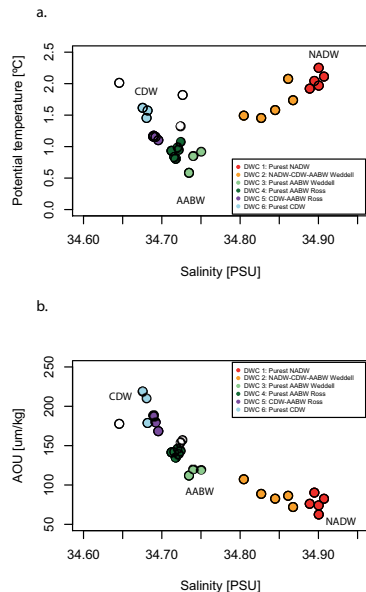 a.
Potential temperature [ºC]
2.5
2.0
1.5
1.0
0.5
0.0
NADW
CDW
AABW
DWC 1: Purest NADW
DWC 2: NADW-CDW-AABW Weddell
DWC 3: Purest AABW Weddell
DWC 4: Purest AABW Ross
DWC 5: CDW-AABW Ross
DWC 6: Purest CDW
34.60 34.70 34.80 34.90
Salinity [PSU]
b.
AOU [um/kg]
250
200
150
100
50
CDW
AABW
NADW
DWC 1: Purest NADW
DWC 2: NADW-CDW-AABW Weddell
DWC 3: Purest AABW Weddell
DWC 4: Purest AABW Ross
DWC 5: CDW-AABW Ross
DWC 6: Purest CDW
34.60 34.70 34.80 34.90
Salinity [PSU]